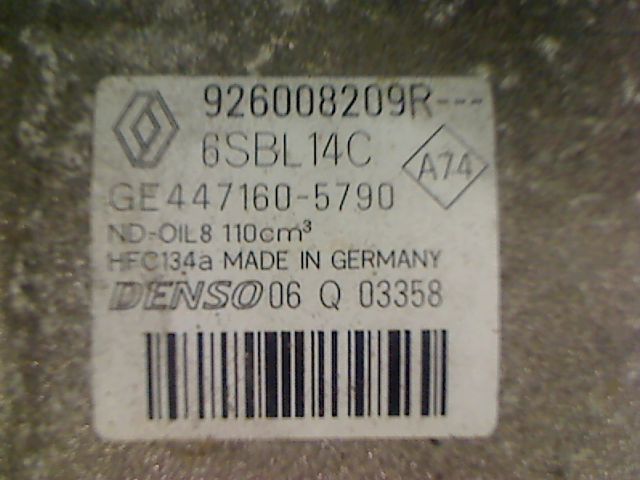 926008209R---
6SBL14C
A74
GE447160-5790
ND-OIL8 110cm³
HFC134a MADE IN GERMANY
DENSO 06 Q 03358